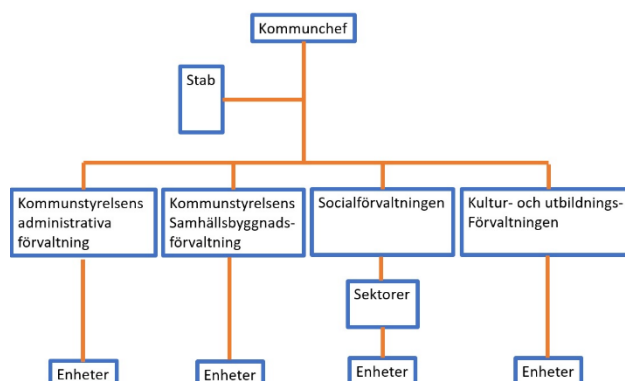 Kommunchef
Stab
Kommunstyrelsens
administrativa
förvaltning
Kommunstyrelsens
Samhällsbyggnads-
förvaltning
Socialförvaltningen
Kultur- och utbildnings-
Förvaltningen
Sektorer
Enheter
Enheter
Enheter
Enheter